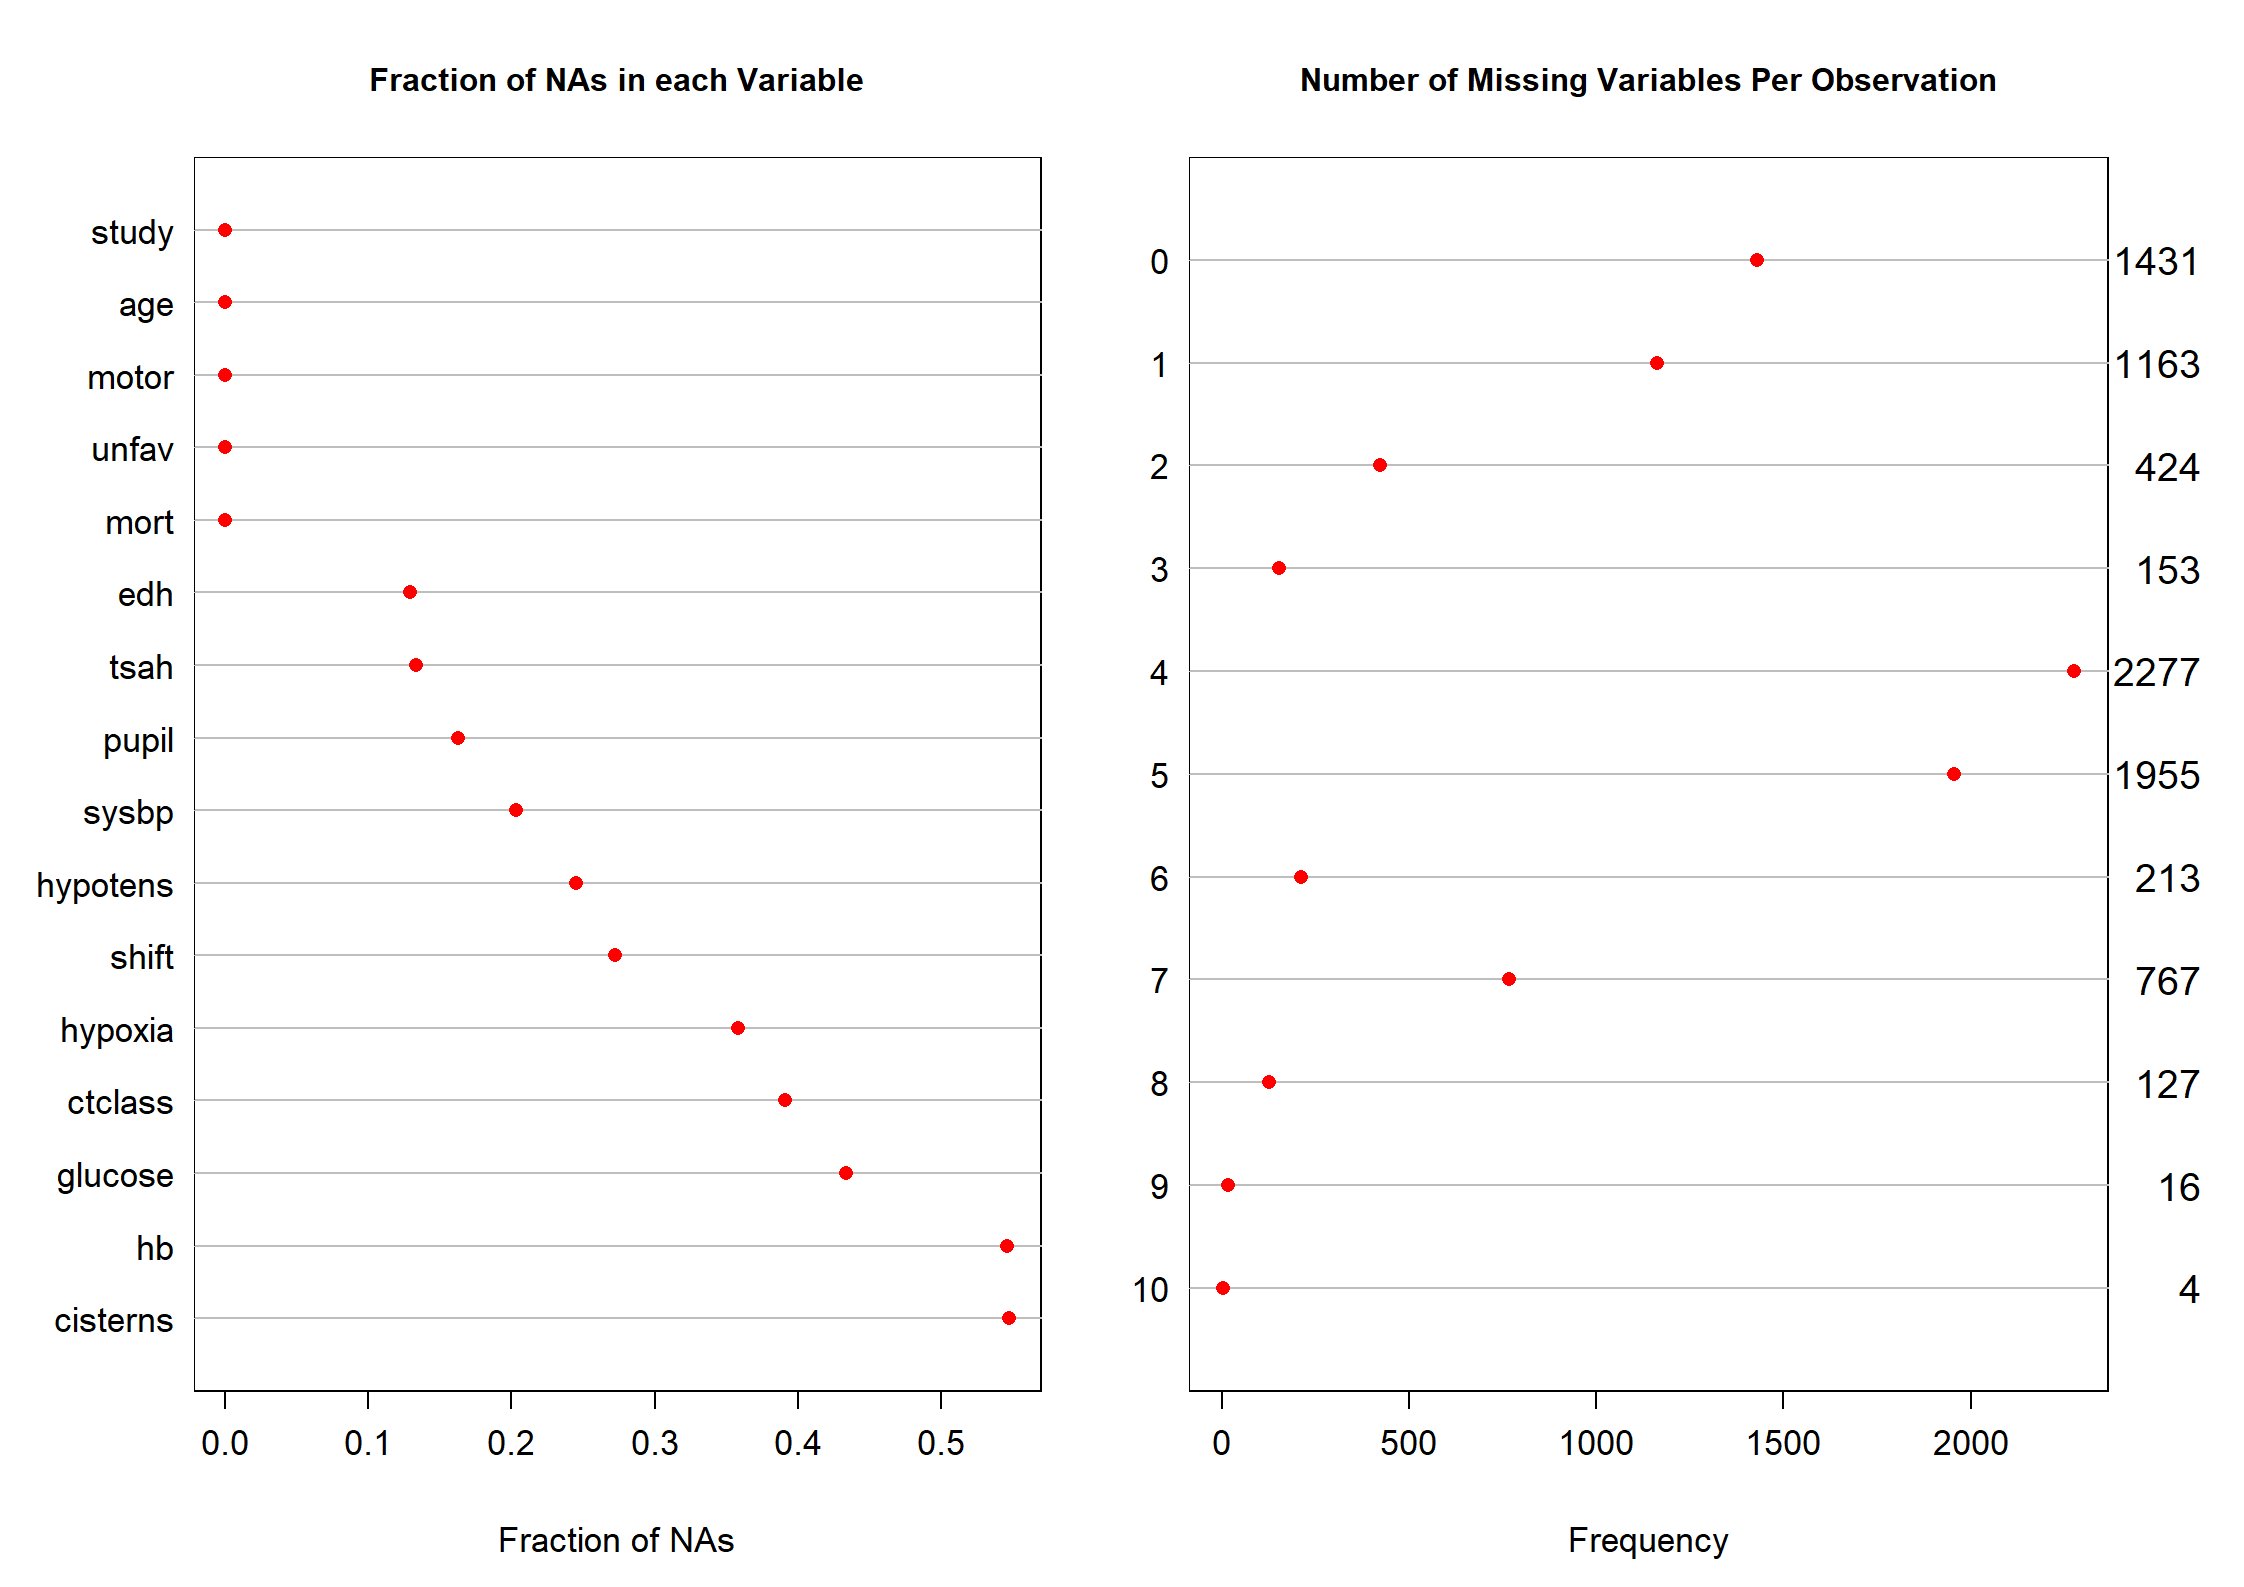 Fraction of NAs in each Variable
study
age
motor
unfav
mort
edh
tsah
pupil
sysbp
hypotens
shift
hypoxia
ctclass
glucose
hb
cisterns
0.0 0.1 0.2 0.3 0.4 0.5
Fraction of NAs
Number of Missing Variables Per Observation
0 1431
1 1163
2 424
3 153
4 2277
5 1955
6 213
7 767
8 127
9 16
10 4
0 500 1000 1500 2000
Frequency